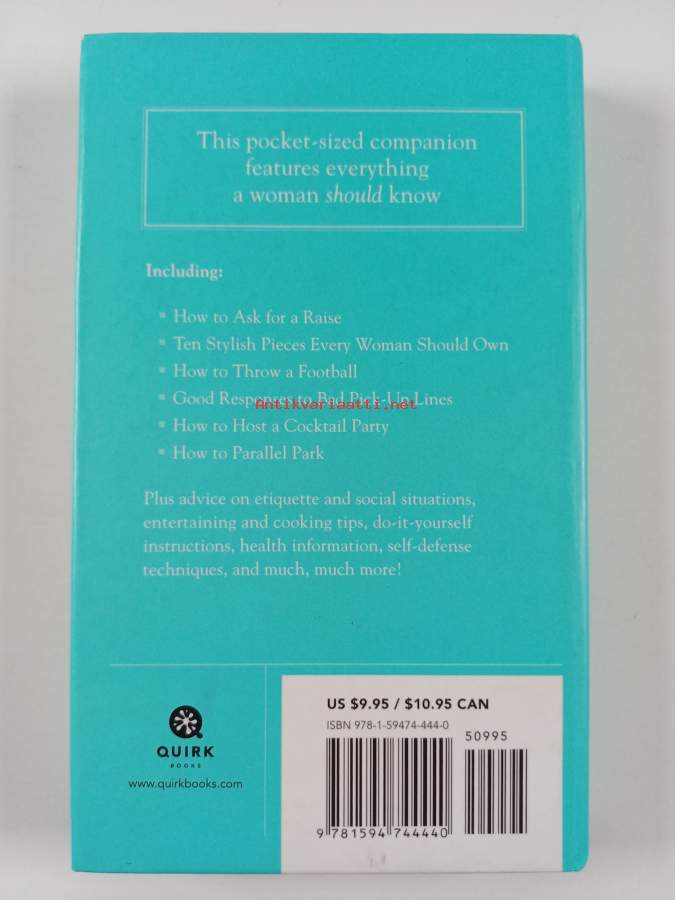 This pocket-sized companion
features everything
a woman should know
Including:
▪ How to Ask for a Raise
▪ Ten Stylish Pieces Every Woman Should Own
▪ How to Throw a Football
▪ Good Responses to Bad Pick-Up Lines
Antikvariaatti.net
▪ How to Host a Cocktail Party
▪ How to Parallel Park
Plus advice on etiquette and social situations,
entertaining and cooking tips, do-it-yourself
instructions, health information, self-defense
techniques, and much, much more!
QUIRK
BOOKS
www.quirkbooks.com
US $9.95 / $10.95 CAN
ISBN 978-1-59474-444-0
50995
9 781594 744440